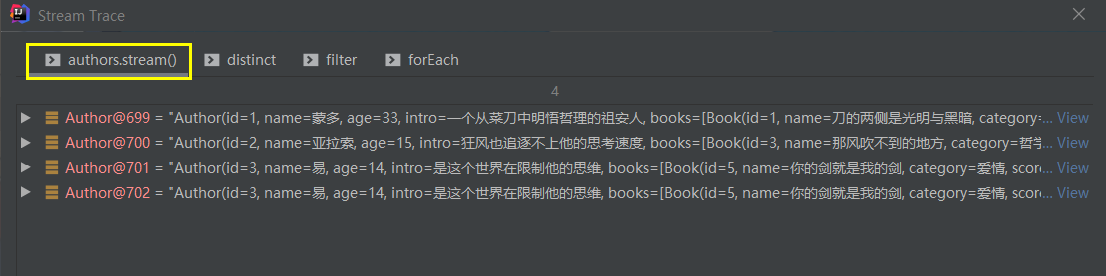 Stream Trace
authors.stream() distinct filter forEach
4
Author@699 = "Author(id=1, name=蒙多, age=33, intro=一个从菜刀中明悟哲理的祖安人, books=[Book(id=1, name=刀的两侧是光明与黑暗, category=... View
Author@700 = "Author(id=2, name=亚拉索, age=15, intro=狂风也追逐不上他的思考速度, books=[Book(id=3, name=那风吹不到的地方, category=哲学... View
Author@701 = "Author(id=3, name=易, age=14, intro=是这个世界在限制他的思维, books=[Book(id=5, name=你的剑就是我的剑, category=爱情, scor... View
Author@702 = "Author(id=3, name=易, age=14, intro=是这个世界在限制他的思维, books=[Book(id=5, name=你的剑就是我的剑, category=爱情, scor... View